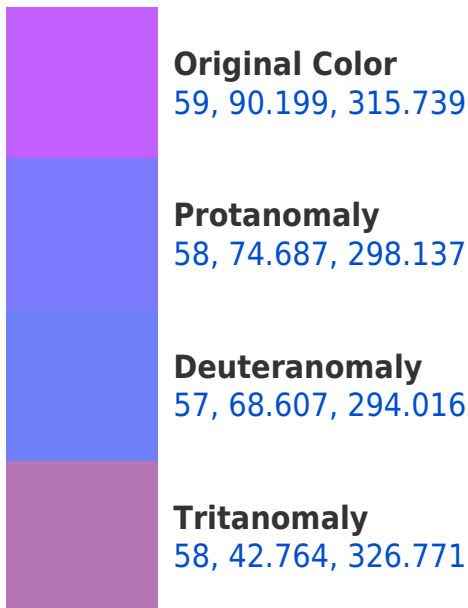 Original Color
59, 90.199, 315.739
Protanomaly
58, 74.687, 298.137
Deuteranomaly
57, 68.607, 294.016
Tritanomaly
58, 42.764, 326.771